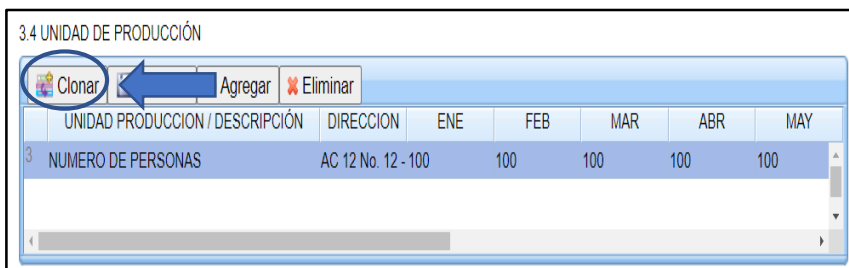 3.4 UNIDAD DE PRODUCCIÓN
Clonar Agregar Eliminar
UNIDAD PRODUCCION / DESCRIPCIÓN DIRECCION ENE FEB MAR ABR MAY
3 NUMERO DE PERSONAS AC 12 No. 12 - 100 100 100 100 100